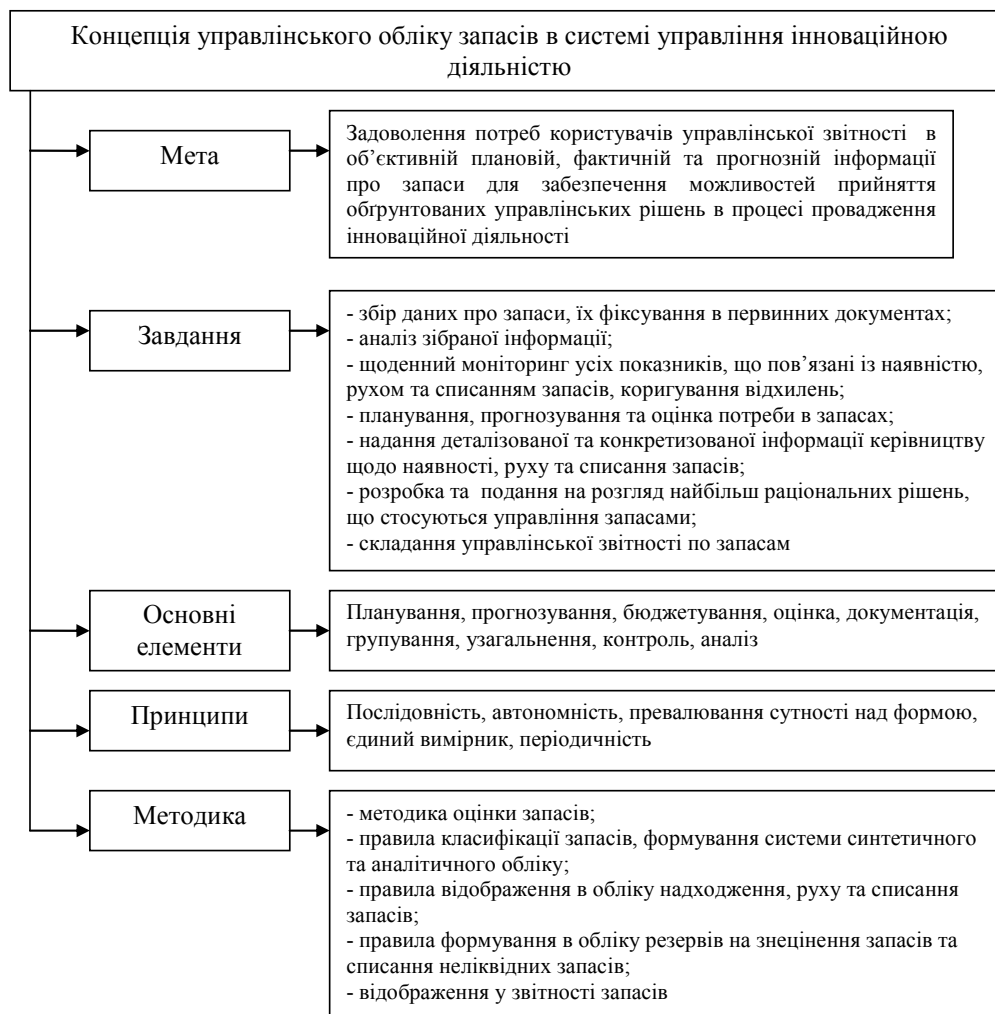 Концепція управлінського обліку запасів в системі управління інноваційною
діяльністю
Мета
Задоволення потреб користувачів управлінської звітності в
об’єктивній плановій, фактичній та прогнозній інформації
про запаси для забезпечення можливостей прийняття
обґрунтованих управлінських рішень в процесі провадження
інноваційної діяльності
Завдання
- збір даних про запаси, їх фіксування в первинних документах;
- аналіз зібраної інформації;
- щоденний моніторинг усіх показників, що пов’язані із наявністю,
рухом та списанням запасів, коригування відхилень;
- планування, прогнозування та оцінка потреби в запасах;
- надання деталізованої та конкретизованої інформації керівництву
щодо наявності, руху та списання запасів;
- розробка та подання на розгляд найбільш раціональних рішень,
що стосуються управління запасами;
- складання управлінської звітності по запасам
Основні
елементи
Планування, прогнозування, бюджетування, оцінка, документація,
групування, узагальнення, контроль, аналіз
Принципи
Послідовність, автономність, превалювання сутності над формою,
єдиний вимірник, періодичність
Методика
- методика оцінки запасів;
- правила класифікації запасів, формування системи синтетичного
та аналітичного обліку;
- правила відображення в обліку надходження, руху та списання
запасів;
- правила формування в обліку резервів на знецінення запасів та
списання неліквідних запасів;
- відображення у звітності запасів